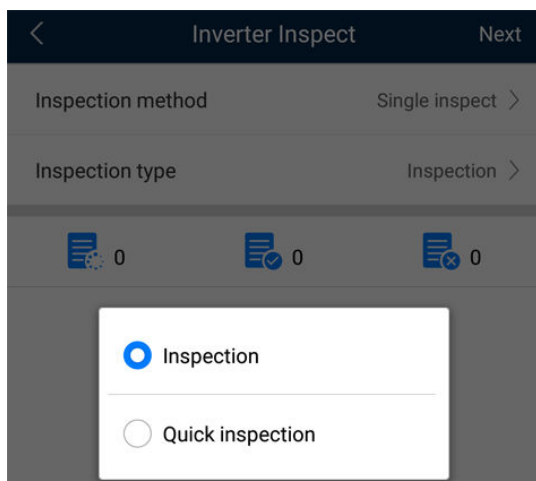 Inverter Inspect Next
Inspection method Single inspect
Inspection type Inspection
0 0 0
Inspection
Quick inspection